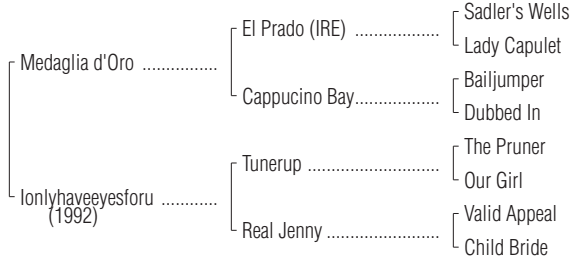 Sadler's Wells
El Prado (IRE) ...................
Lady Capulet
Medaglia d'Oro ...............
Bailjumper
Cappucino Bay...................
Dubbed In
The Pruner
Tunerup .............................
Our Girl
Ionlyhaveeyesforu ...........
(1992)
Valid Appeal
Real Jenny .........................
Child Bride